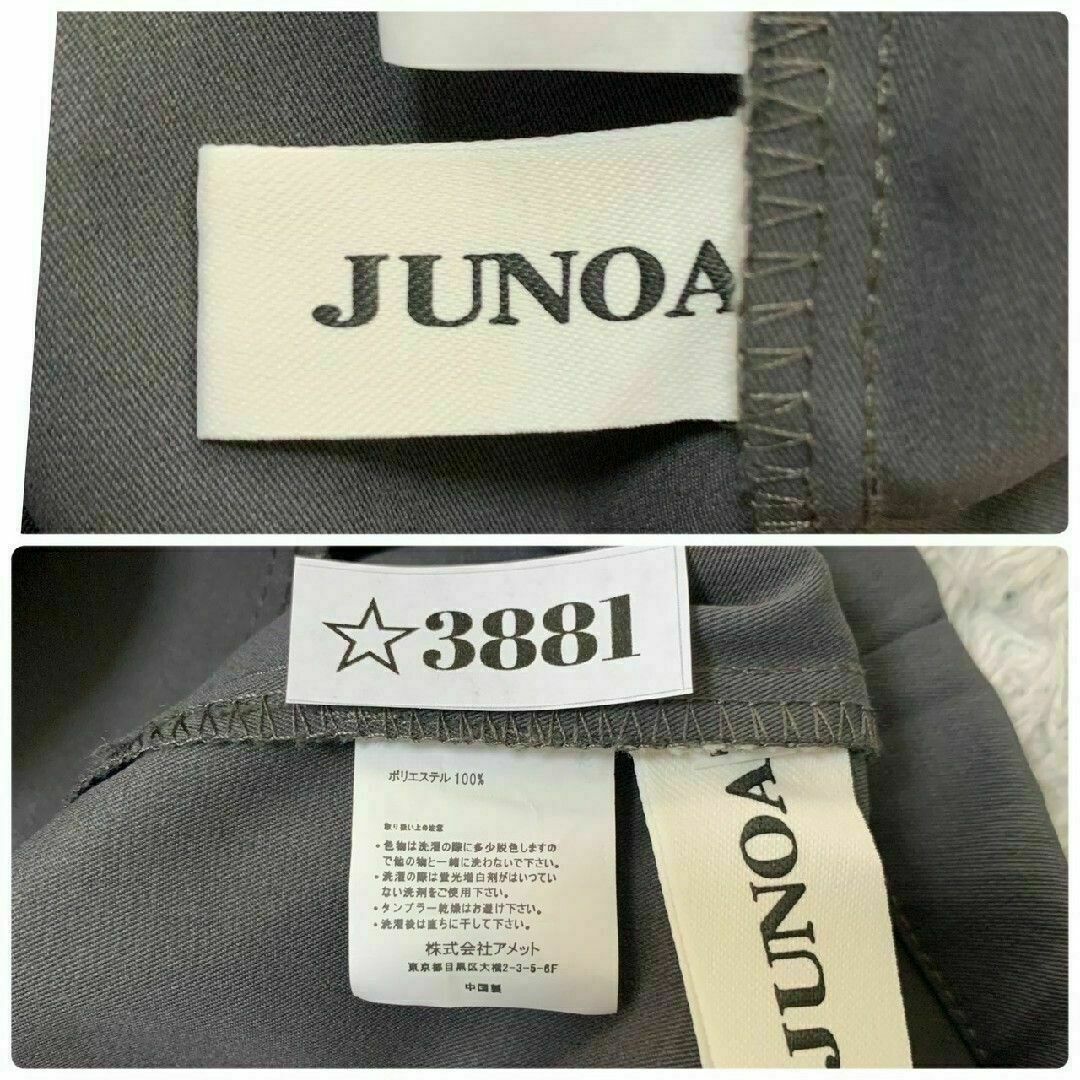 JUNOA
☆3881
ポリエステル 100%
取り扱い上の注意
・色物は洗濯の際に多少脱色しますの
で他の物と一緒に洗わないで下さい。
・洗濯の際は蛍光増白剤がはいってい
ない洗剤をご使用下さい。
・タンブラー乾燥はお避け下さい。
・洗濯後は直ちに干して下さい。
株式会社アメット
東京都目黒区大橋2-3-5-6F
中国製
JUNOA